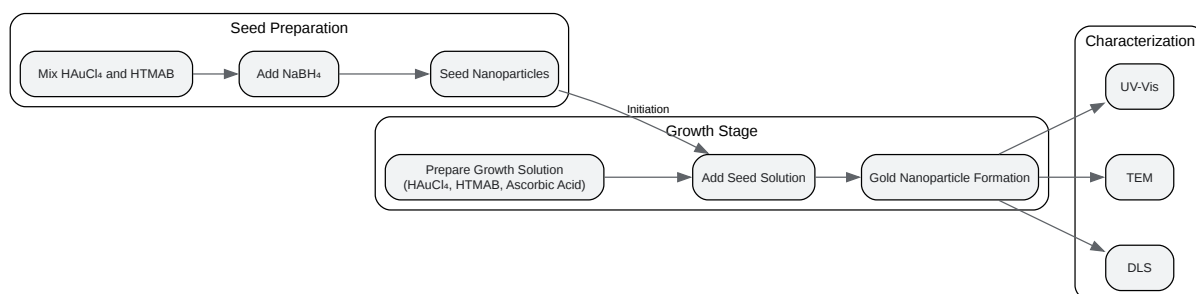 Seed Preparation
Mix HAuCl₄ and HTMAB
Add NaBH₄
Seed Nanoparticles
Initiation
Growth Stage
Prepare Growth Solution
(HAuCl₄, HTMAB, Ascorbic Acid)
Add Seed Solution
Gold Nanoparticle Formation
Characterization
UV-Vis
TEM
DLS